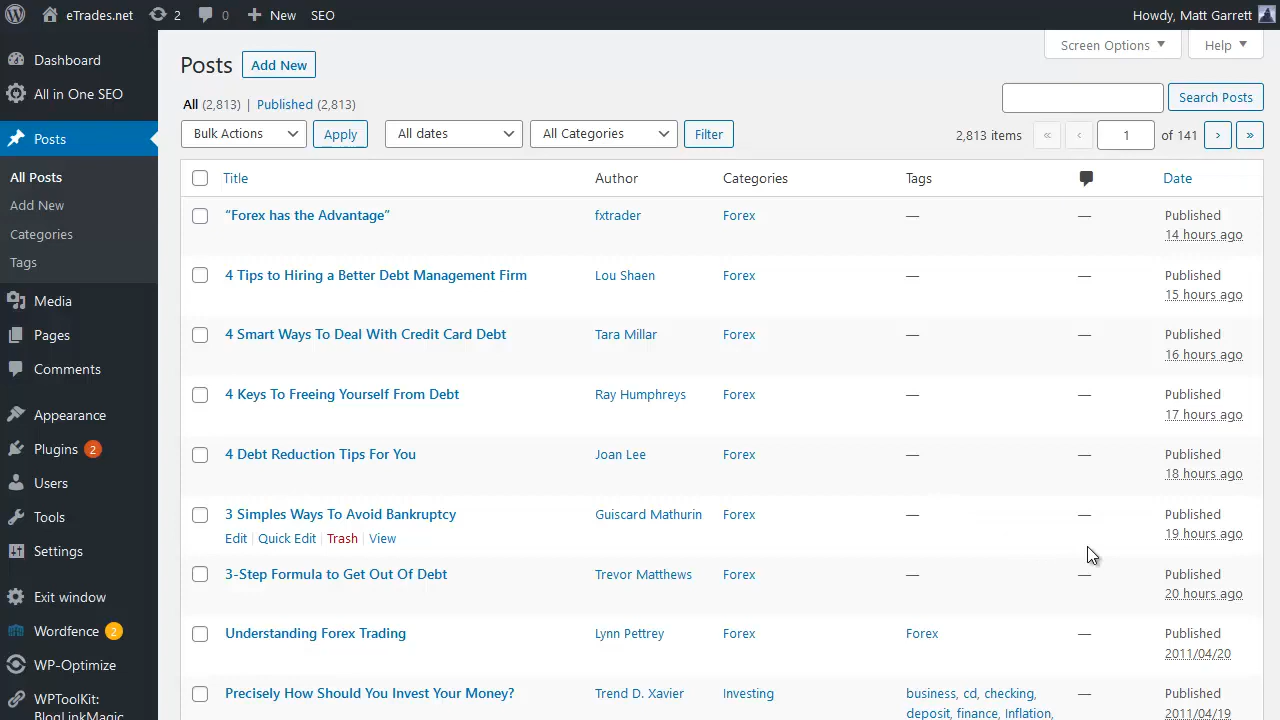 eTrades.net 2 0 New SEO Howdy, Matt Garrett
Screen Options Help
Dashboard
All in One SEO
Posts
All Posts
Add New
Categories
Tags
Media
Pages
Comments
Appearance
Plugins 2
Users
Tools
Settings
Exit window
Wordfence 2
WP-Optimize
WPToolKit:
BlogLinkMagic
Posts Add New
All (2,813) | Published (2,813)
Search Posts
Bulk Actions Apply All dates All Categories Filter 2,813 items « ‹ 1 of 141 › »
Title Author Categories Tags Date
“Forex has the Advantage” fxtrader Forex — — Published
14 hours ago
4 Tips to Hiring a Better Debt Management Firm Lou Shaen Forex — — Published
15 hours ago
4 Smart Ways To Deal With Credit Card Debt Tara Millar Forex — — Published
16 hours ago
4 Keys To Freeing Yourself From Debt Ray Humphreys Forex — — Published
17 hours ago
4 Debt Reduction Tips For You Joan Lee Forex — — Published
18 hours ago
3 Simples Ways To Avoid Bankruptcy Guiscard Mathurin Forex — — Published
Edit | Quick Edit | Trash | View 19 hours ago
3-Step Formula to Get Out Of Debt Trevor Matthews Forex — — Published
20 hours ago
Understanding Forex Trading Lynn Pettrey Forex Forex — Published
2011/04/20
Precisely How Should You Invest Your Money? Trend D. Xavier Investing business, cd, checking, — Published
deposit, finance, Inflation, 2011/04/19